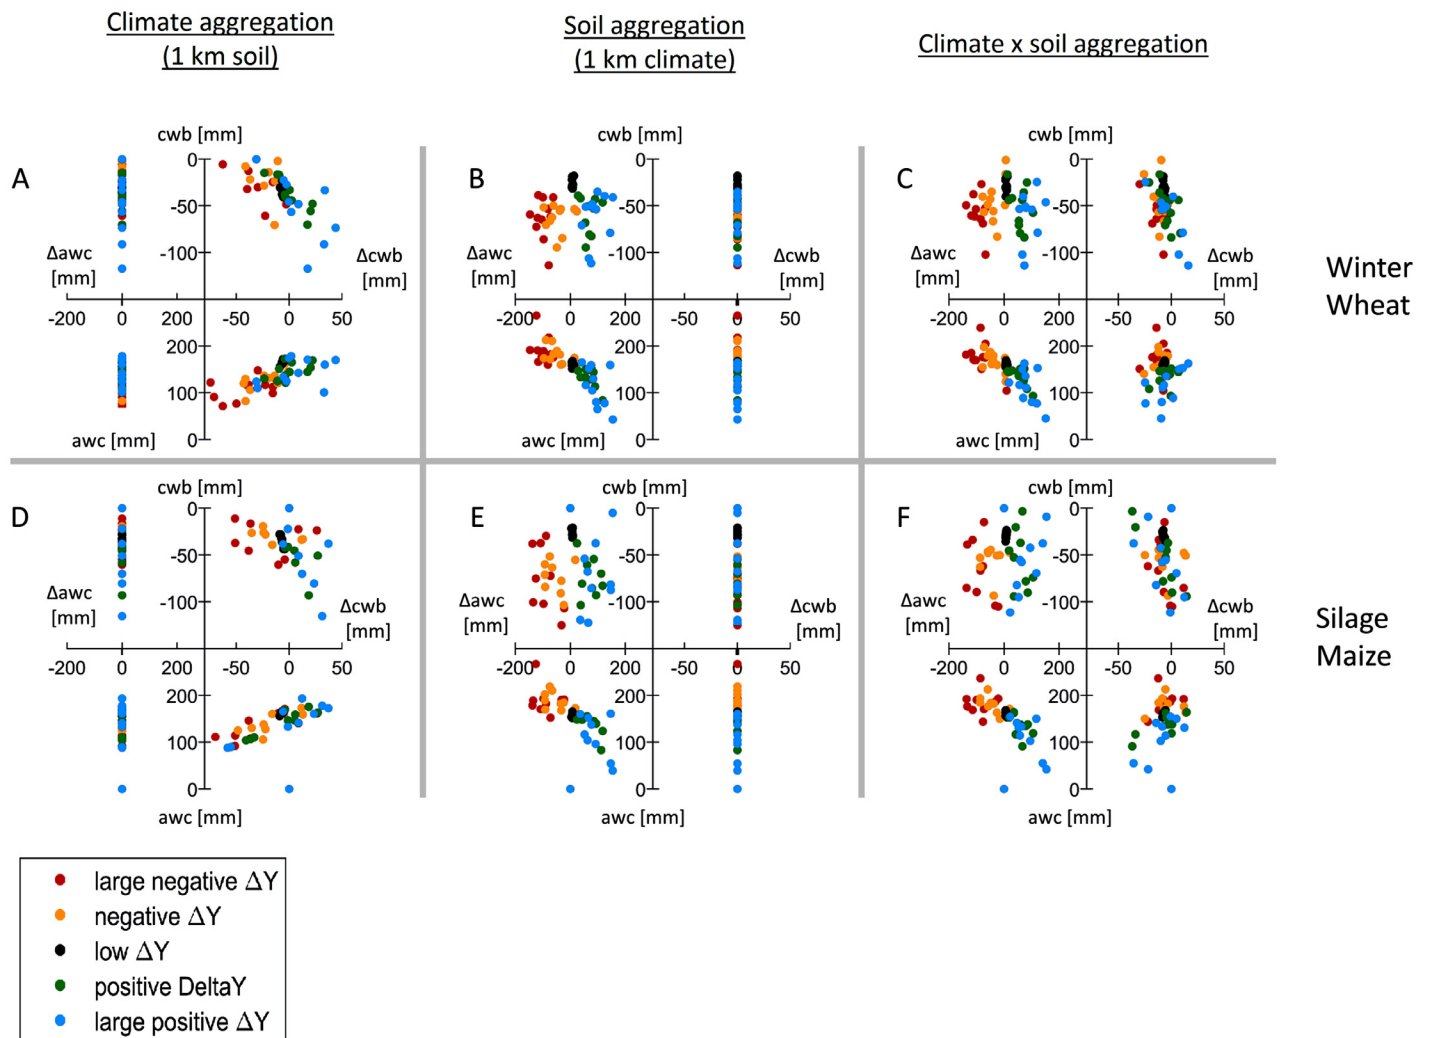 Climate aggregation
(1 km soil)
Soil aggregation
(1 km climate)
Climate x soil aggregation
A
cwb [mm]
0
-50
-100
Δawc
[mm]
Δcwb
[mm]
-200 0 200 -50 0 50
200
100
0
awc [mm]
B
cwb [mm]
0
-50
-100
Δawc
[mm]
Δcwb
[mm]
-200 0 200 -50 0 50
200
100
0
awc [mm]
C
cwb [mm]
0
-50
-100
Δawc
[mm]
Δcwb
[mm]
-200 0 200 -50 0 50
200
100
0
awc [mm]
Winter
Wheat
D
cwb [mm]
0
-50
-100
Δawc
[mm]
Δcwb
[mm]
-200 0 200 -50 0 50
200
100
0
awc [mm]
E
cwb [mm]
0
-50
-100
Δawc
[mm]
Δcwb
[mm]
-200 0 200 -50 0 50
200
100
0
awc [mm]
F
cwb [mm]
0
-50
-100
Δawc
[mm]
Δcwb
[mm]
-200 0 200 -50 0 50
200
100
0
awc [mm]
Silage
Maize
large negative ΔY
negative ΔY
low ΔY
positive DeltaY
large positive ΔY